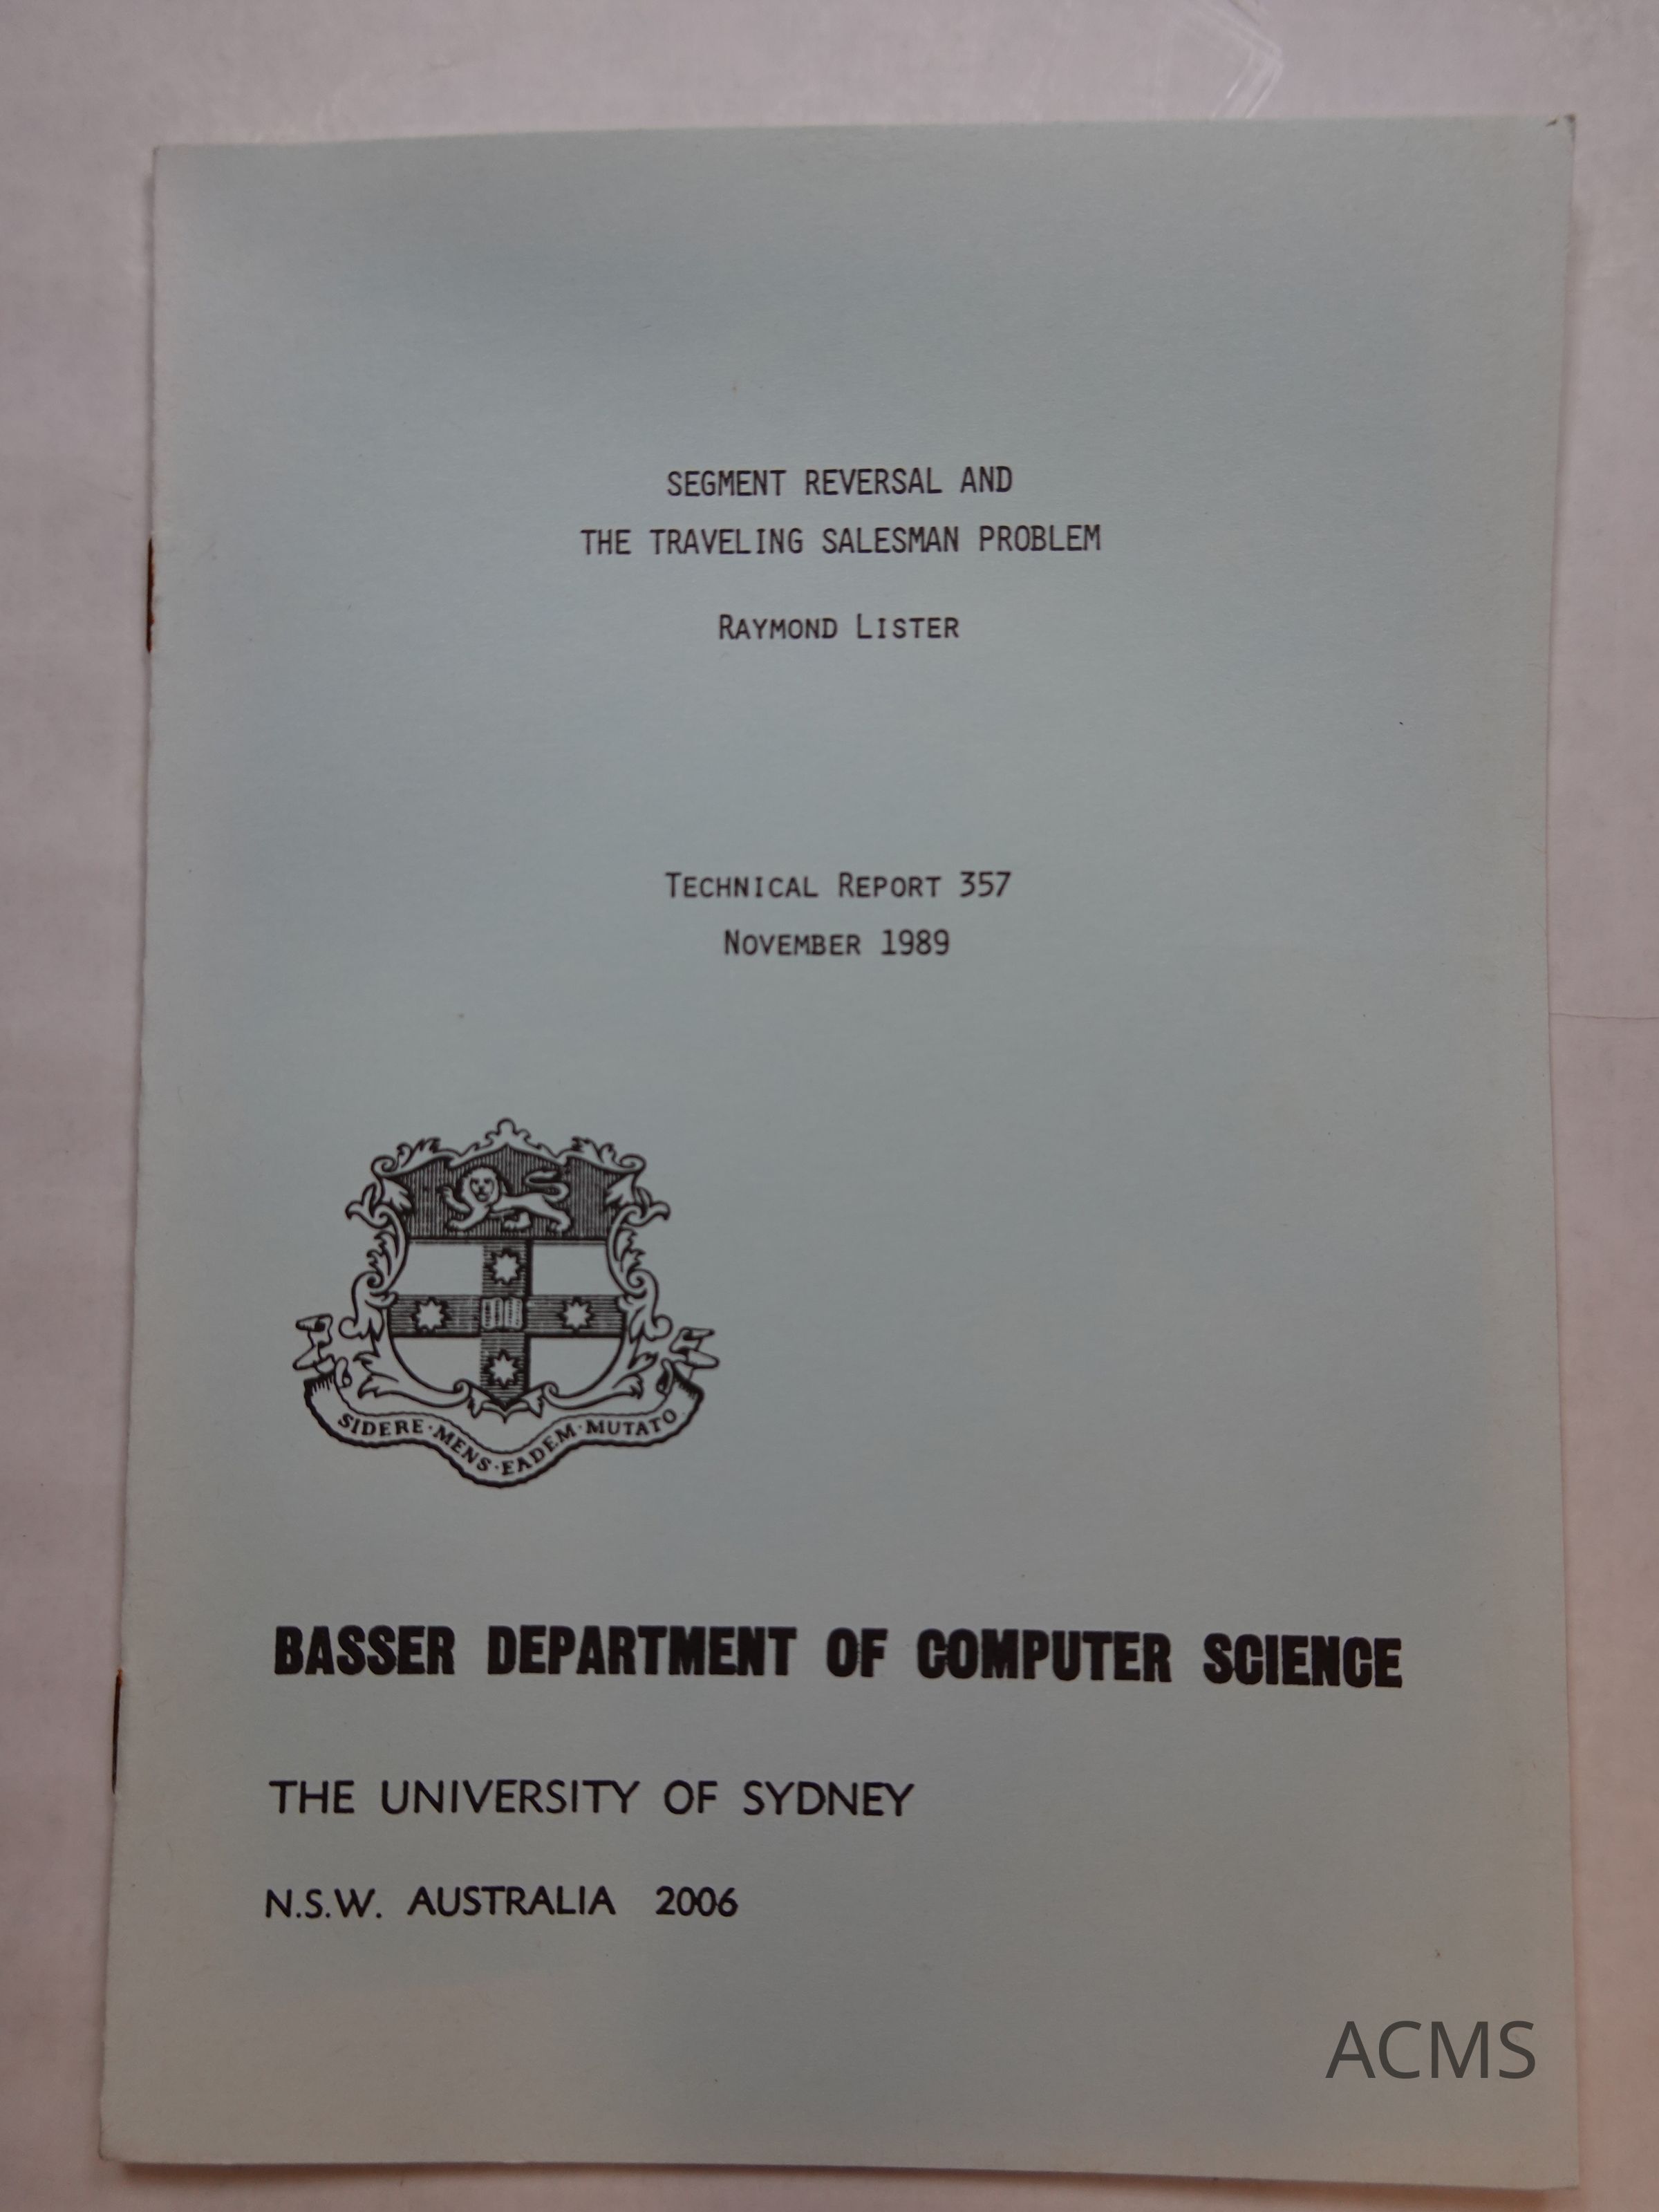 SEGMENT REVERSAL AND
THE TRAVELING SALESMAN PROBLEM
RAYMOND LISTER
TECHNICAL REPORT 357
NOVEMBER 1989
SIDERE·MENS·EADEM·MUTATO
BASSER DEPARTMENT OF COMPUTER SCIENCE
THE UNIVERSITY OF SYDNEY
N.S.W. AUSTRALIA 2006
ACMS